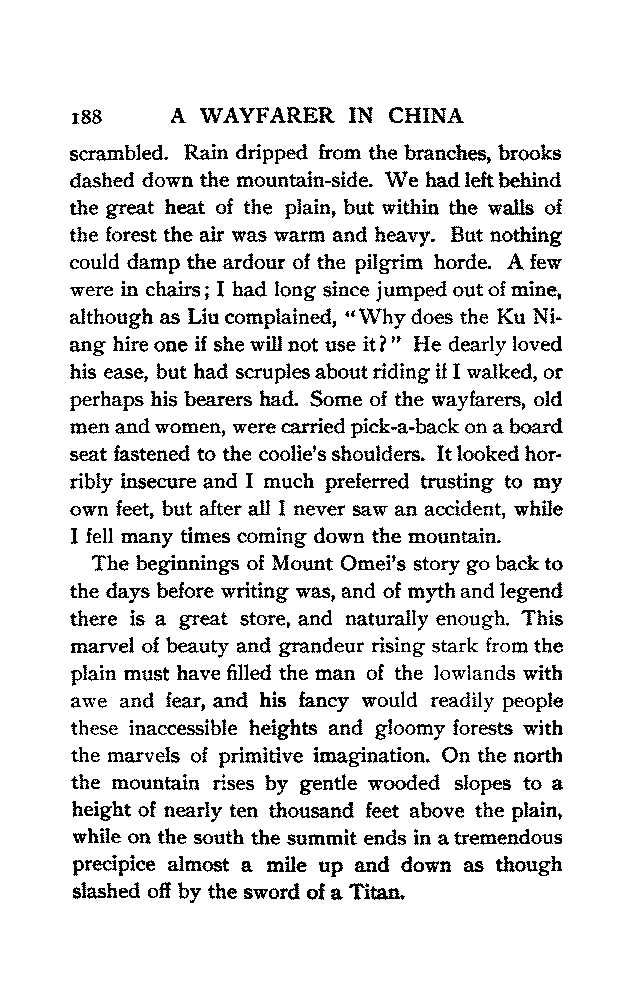 188 A WAYFARER IN CHINA
scrambled. Rain dripped from the branches, brooks
dashed down the mountain-side. We had left behind
the great heat of the plain, but within the walls of
the forest the air was warm and heavy. But nothing
could damp the ardour of the pilgrim horde. A few
were in chairs; I had long since jumped out of mine,
although as Liu complained, “Why does the Ku Ni-
ang hire one if she will not use it?” He dearly loved
his ease, but had scruples about riding if I walked, or
perhaps his bearers had. Some of the wayfarers, old
men and women, were carried pick-a-back on a board
seat fastened to the coolie's shoulders. It looked hor-
ribly insecure and I much preferred trusting to my
own feet, but after all I never saw an accident, while
I fell many times coming down the mountain.
The beginnings of Mount Omei's story go back to
the days before writing was, and of myth and legend
there is a great store, and naturally enough. This
marvel of beauty and grandeur rising stark from the
plain must have filled the man of the lowlands with
awe and fear, and his fancy would readily people
these inaccessible heights and gloomy forests with
the marvels of primitive imagination. On the north
the mountain rises by gentle wooded slopes to a
height of nearly ten thousand feet above the plain,
while on the south the summit ends in a tremendous
precipice almost a mile up and down as though
slashed off by the sword of a Titan.